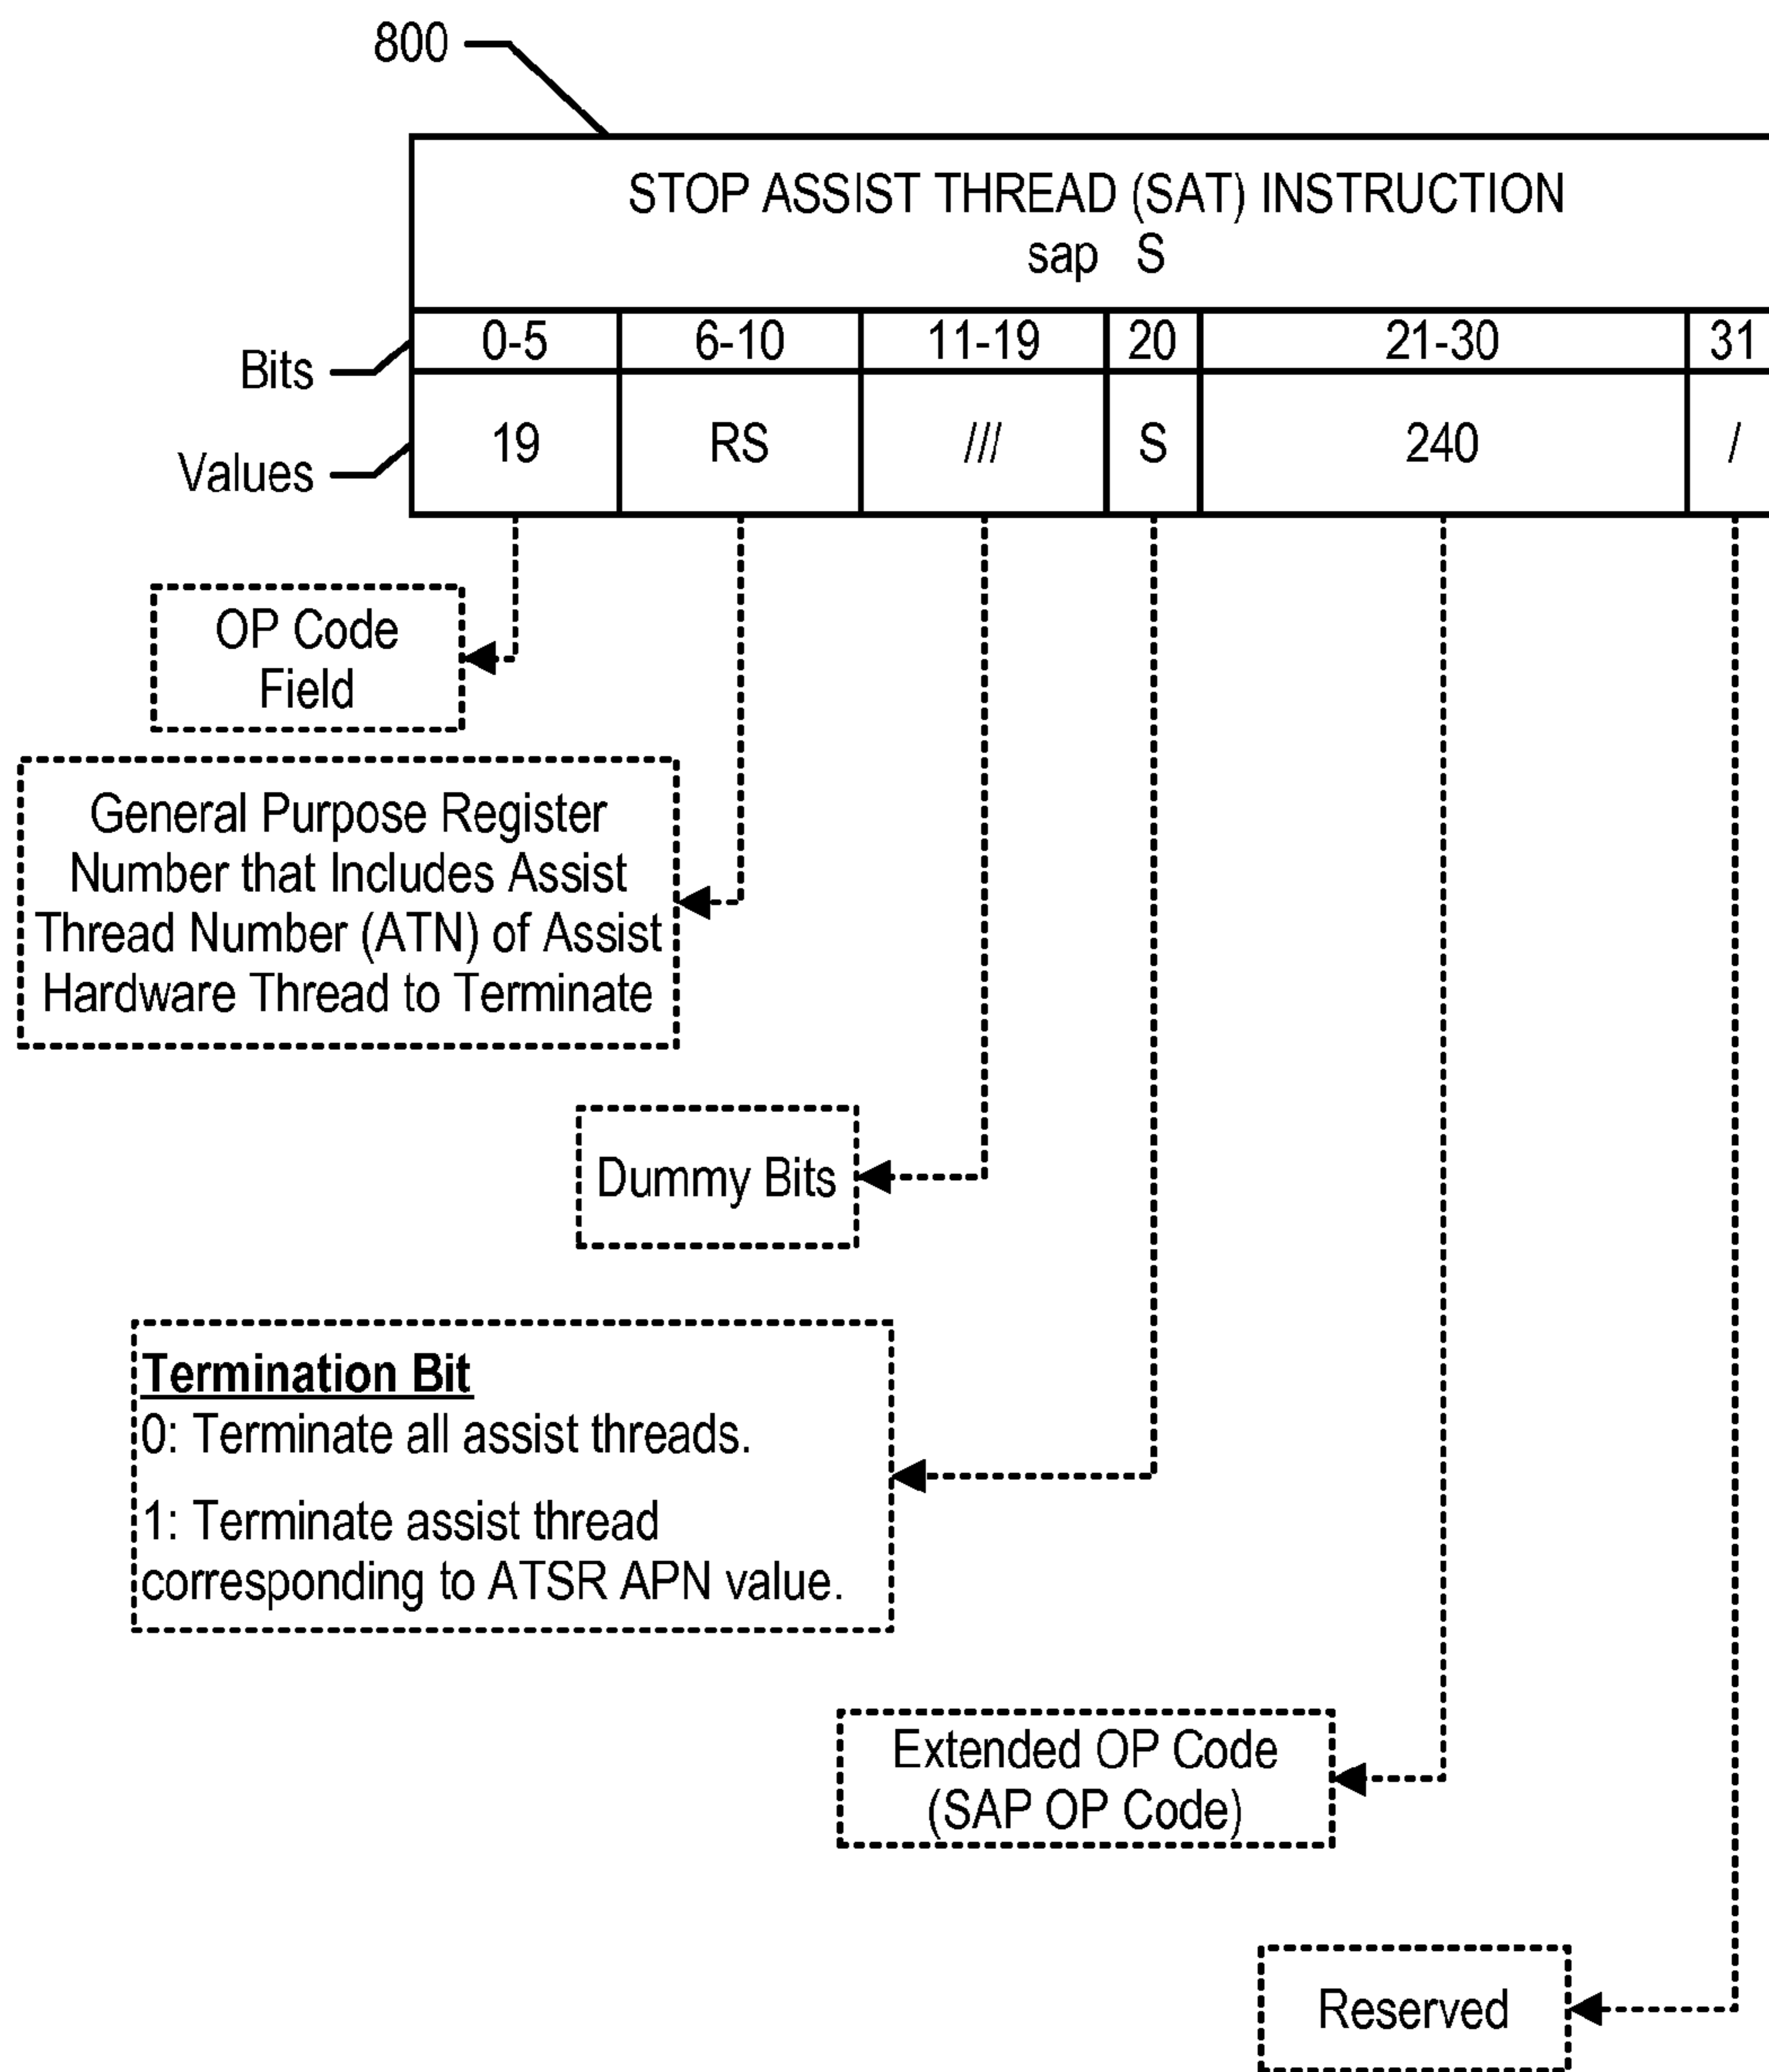 800
STOP ASSIST THREAD (SAT) INSTRUCTION
sap S
Bits
0-5 6-10 11-19 20 21-30 31
Values
19 RS /// S 240 /
OP Code
Field
General Purpose Register
Number that Includes Assist
Thread Number (ATN) of Assist
Hardware Thread to Terminate
Dummy Bits
Termination Bit
0: Terminate all assist threads.
1: Terminate assist thread
corresponding to ATSR APN value.
Extended OP Code
(SAP OP Code)
Reserved